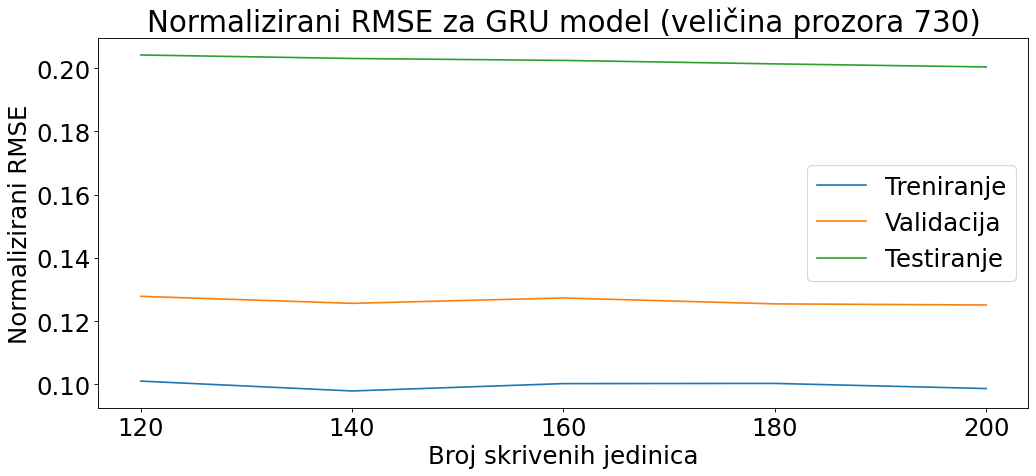 Normalizirani RMSE za GRU model (veličina prozora 730)
Normalizirani RMSE
0.20
0.18
0.16
0.14
0.12
0.10
Treniranje
Validacija
Testiranje
120 140 160 180 200
Broj skrivenih jedinica